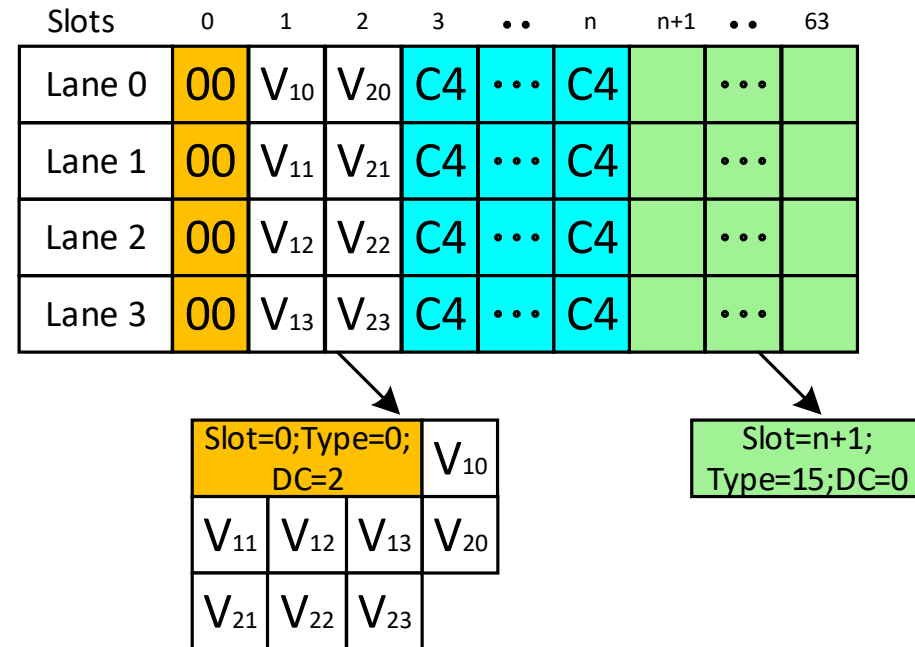 Slots 0 1 2 3 •• n n+1 •• 63
Lane 0 00 V10 V20 C4 ••• C4 •••
Lane 1 00 V11 V21 C4 ••• C4 •••
Lane 2 00 V12 V22 C4 ••• C4 •••
Lane 3 00 V13 V23 C4 ••• C4 •••
Slot=0;Type=0;
DC=2
V10
V11 V12 V13 V20
V21 V22 V23
Slot=n+1;
Type=15;DC=0